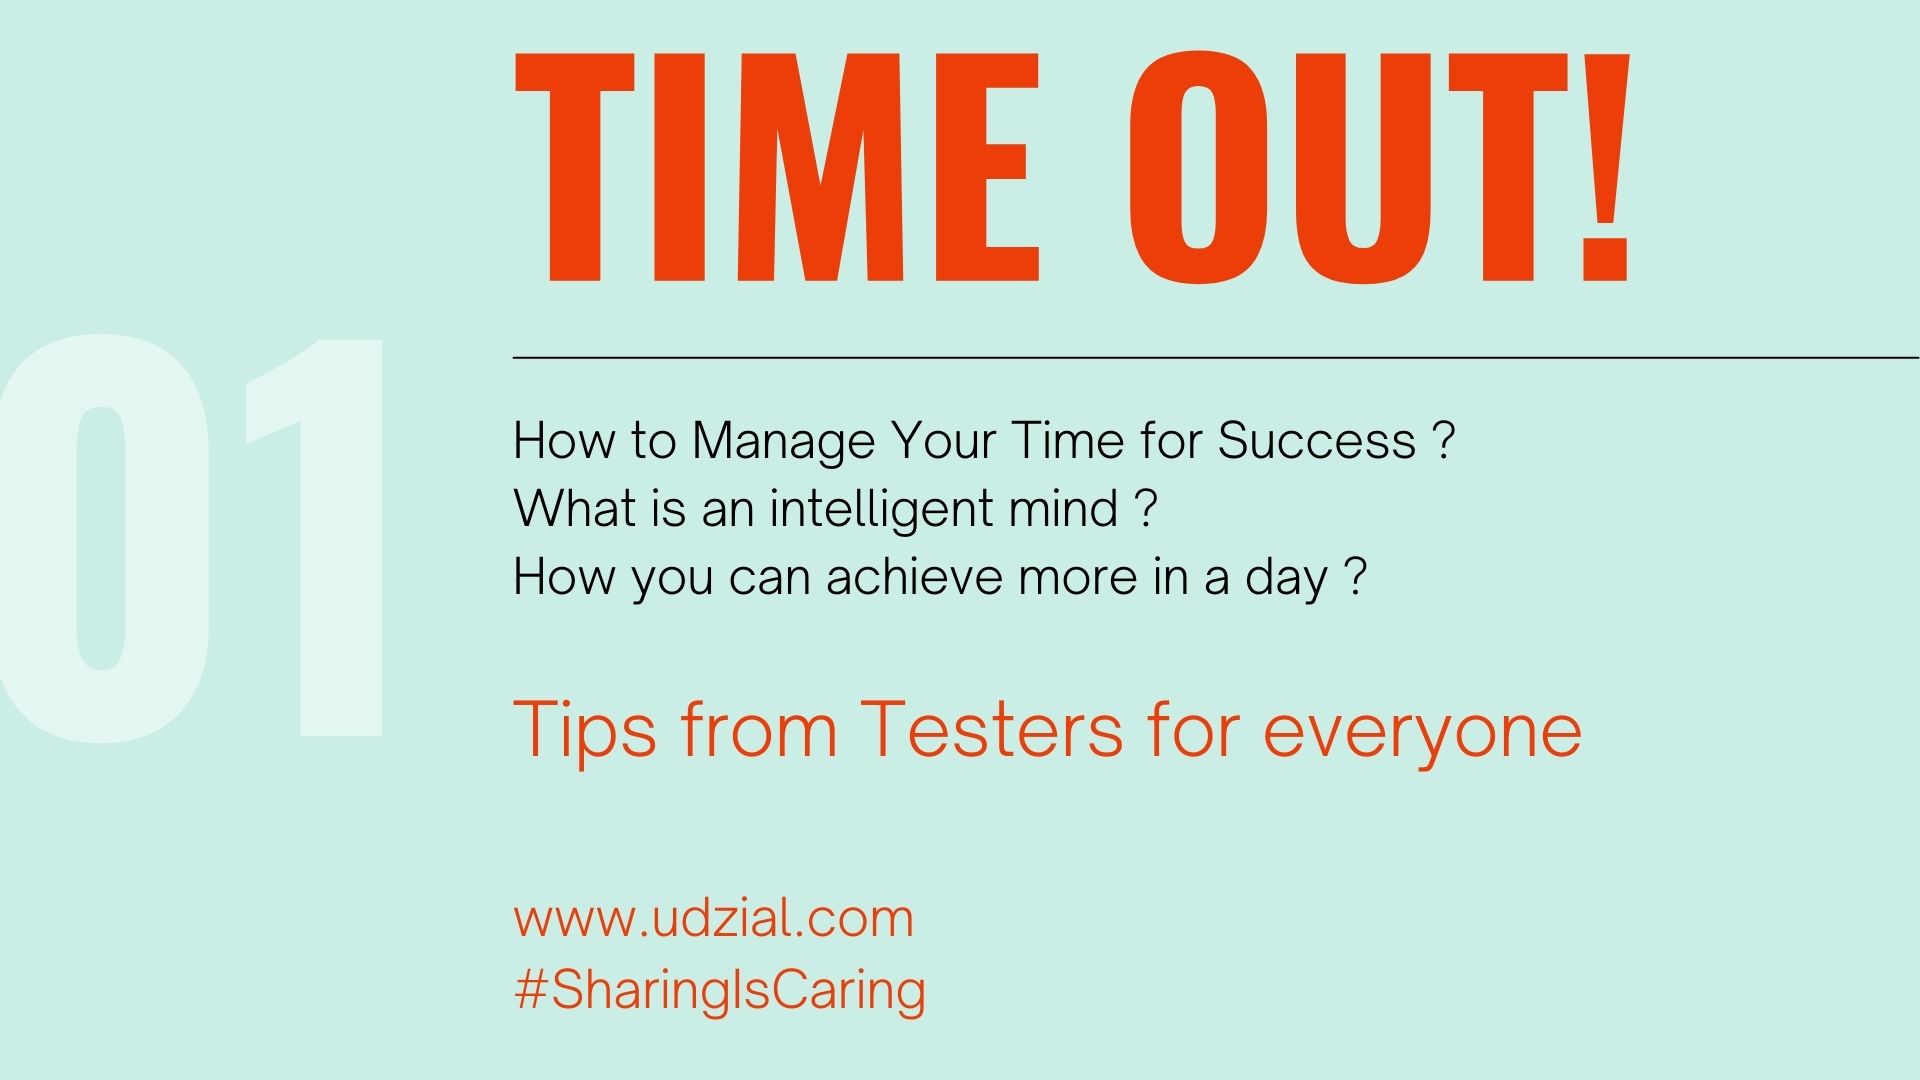 TIME OUT!
01
How to Manage Your Time for Success ?
What is an intelligent mind ?
How you can achieve more in a day ?
Tips from Testers for everyone
www.udzial.com
#SharingIsCaring